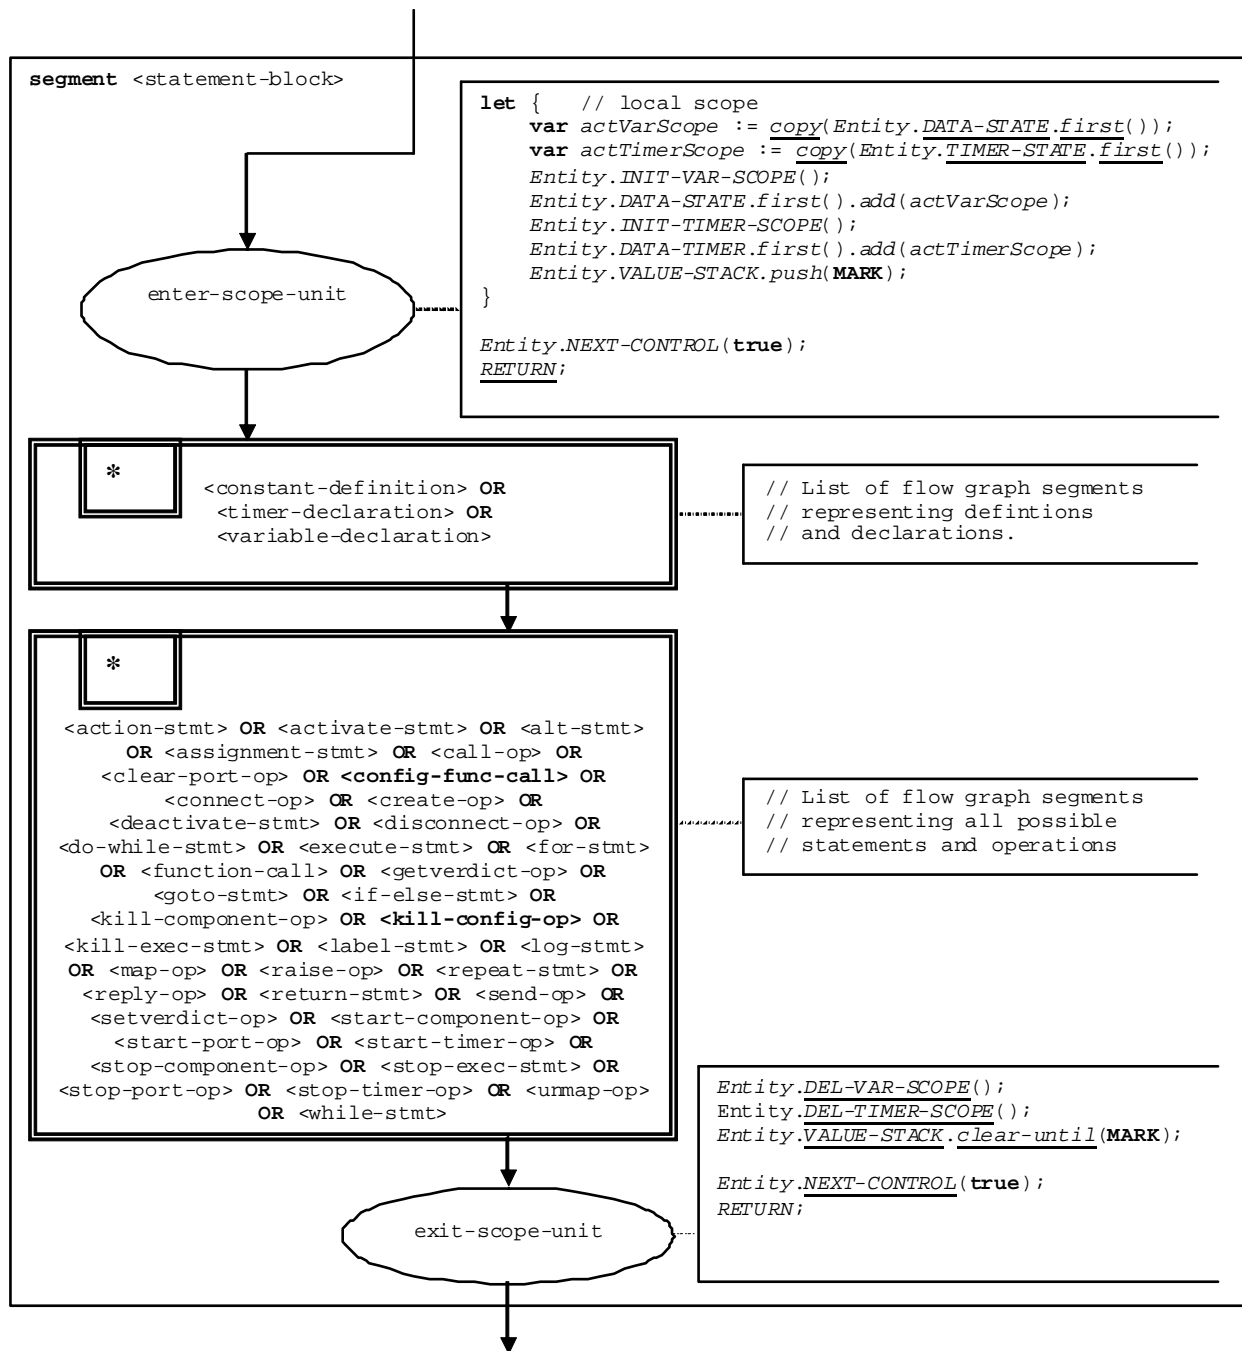 segment <statement-block>
let {   // local scope
var actVarScope := copy(Entity.DATA-STATE.first());
var actTimerScope := copy(Entity.TIMER-STATE.first());
Entity.INIT-VAR-SCOPE();
Entity.DATA-STATE.first().add(actVarScope);
Entity.INIT-TIMER-SCOPE();
Entity.DATA-TIMER.first().add(actTimerScope);
Entity.VALUE-STACK.push(MARK);
}
Entity.NEXT-CONTROL(true);
RETURN;
enter-scope-unit
*
<constant-definition> OR
<timer-declaration> OR
<variable-declaration>
// List of flow graph segments
// representing defintions
// and declarations.
*
<action-stmt> OR <activate-stmt> OR <alt-stmt>
OR <assignment-stmt> OR <call-op> OR
<clear-port-op> OR <config-func-call> OR
<connect-op> OR <create-op> OR
<deactivate-stmt> OR <disconnect-op> OR
<do-while-stmt> OR <execute-stmt> OR <for-stmt>
OR <function-call> OR <getverdict-op> OR
<goto-stmt> OR <if-else-stmt> OR
<kill-component-op> OR <kill-config-op> OR
<kill-exec-stmt> OR <label-stmt> OR <log-stmt>
OR <map-op> OR <raise-op> OR <repeat-stmt> OR
<reply-op> OR <return-stmt> OR <send-op> OR
<setverdict-op> OR <start-component-op> OR
<start-port-op> OR <start-timer-op> OR
<stop-component-op> OR <stop-exec-stmt> OR
<stop-port-op> OR <stop-timer-op> OR <unmap-op>
OR <while-stmt>
// List of flow graph segments
// representing all possible
// statements and operations
Entity.DEL-VAR-SCOPE();
Entity.DEL-TIMER-SCOPE();
Entity.VALUE-STACK.clear-until(MARK);
Entity.NEXT-CONTROL(true);
RETURN;
exit-scope-unit